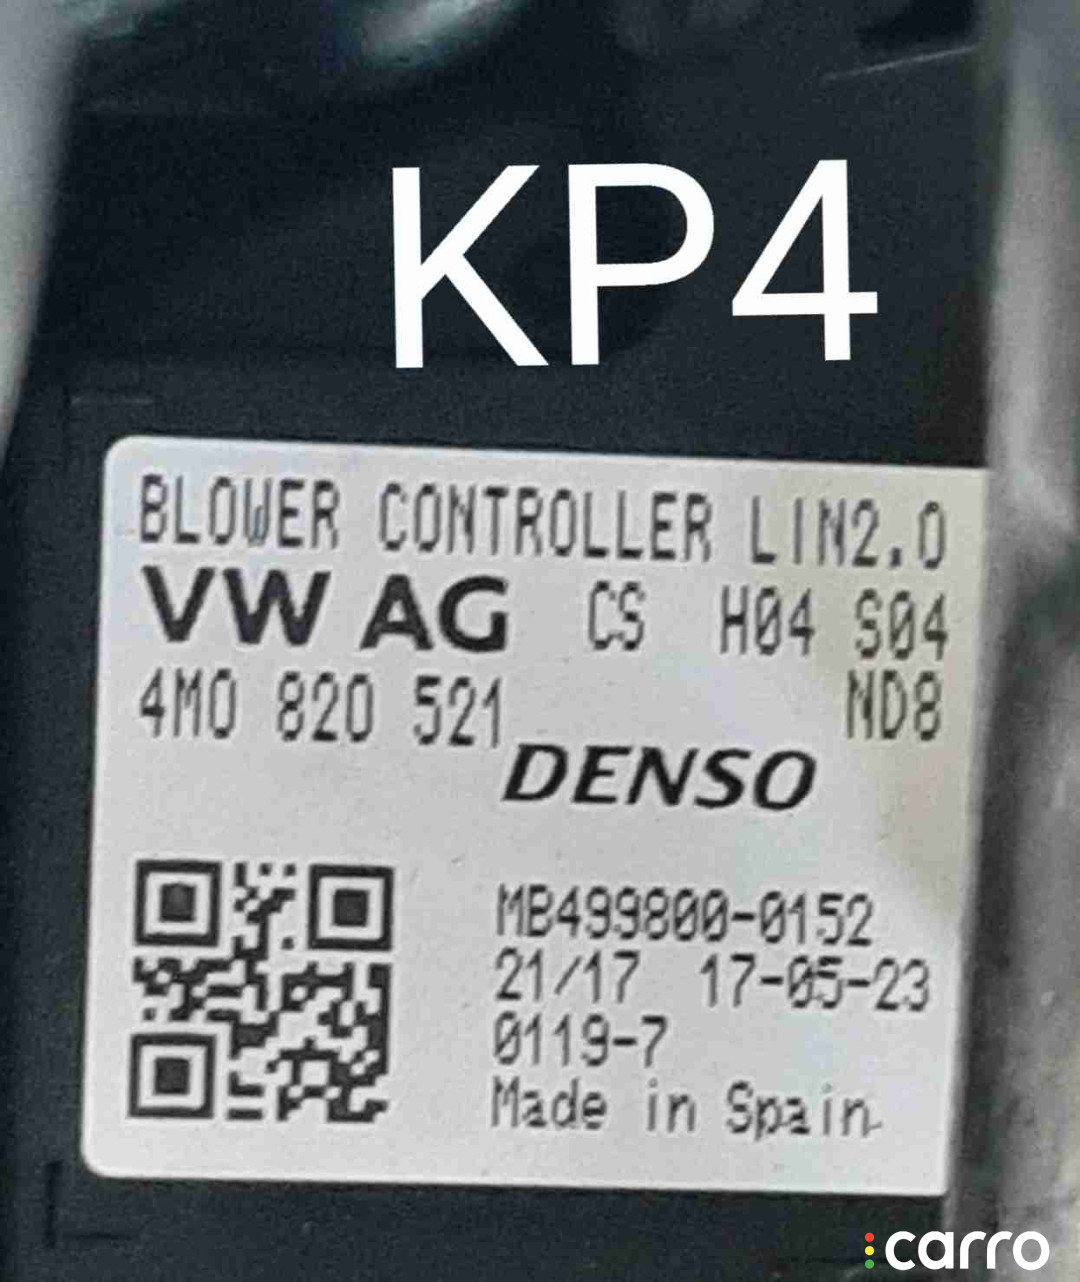 KP4
BLOWER CONTROLLER LIN2.0
VW AG CS H04 S04
4M0 820 521 ND8
DENSO
MB499800-0152
21/17 17-05-23
0119-7
Made in Spain
carro